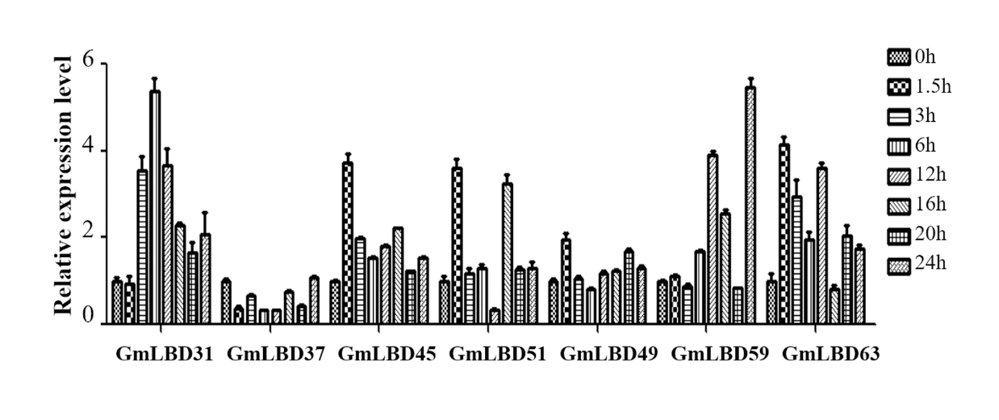 Relative expression level
6
4
2
0
GmLBD31 GmLBD37 GmLBD45 GmLBD51 GmLBD49 GmLBD59 GmLBD63
0h
1.5h
3h
6h
12h
16h
20h
24h